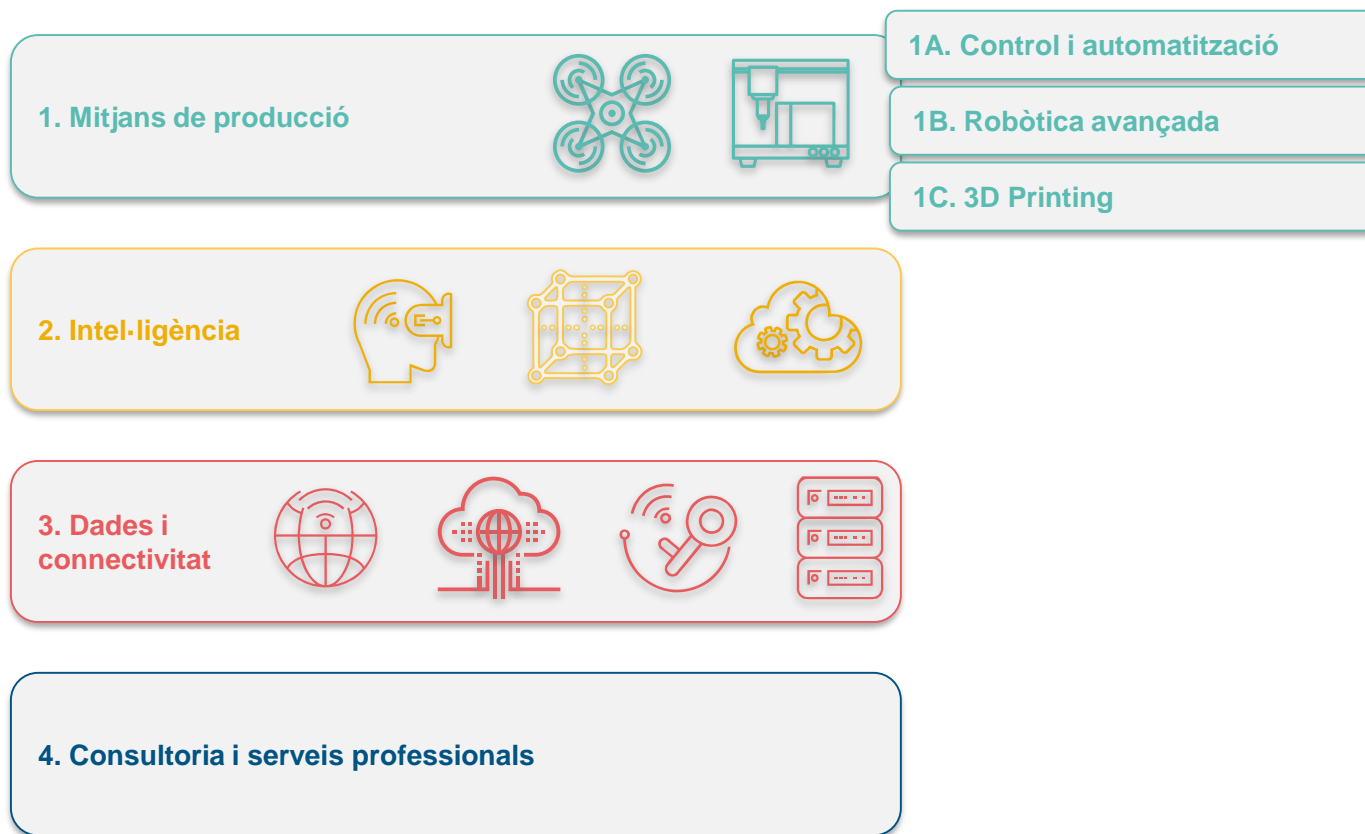 1. Mitjans de producció
1A. Control i automatització
1B. Robòtica avançada
1C. 3D Printing
2. Intel·ligència
3. Dades i
connectivitat
4. Consultoria i serveis professionals